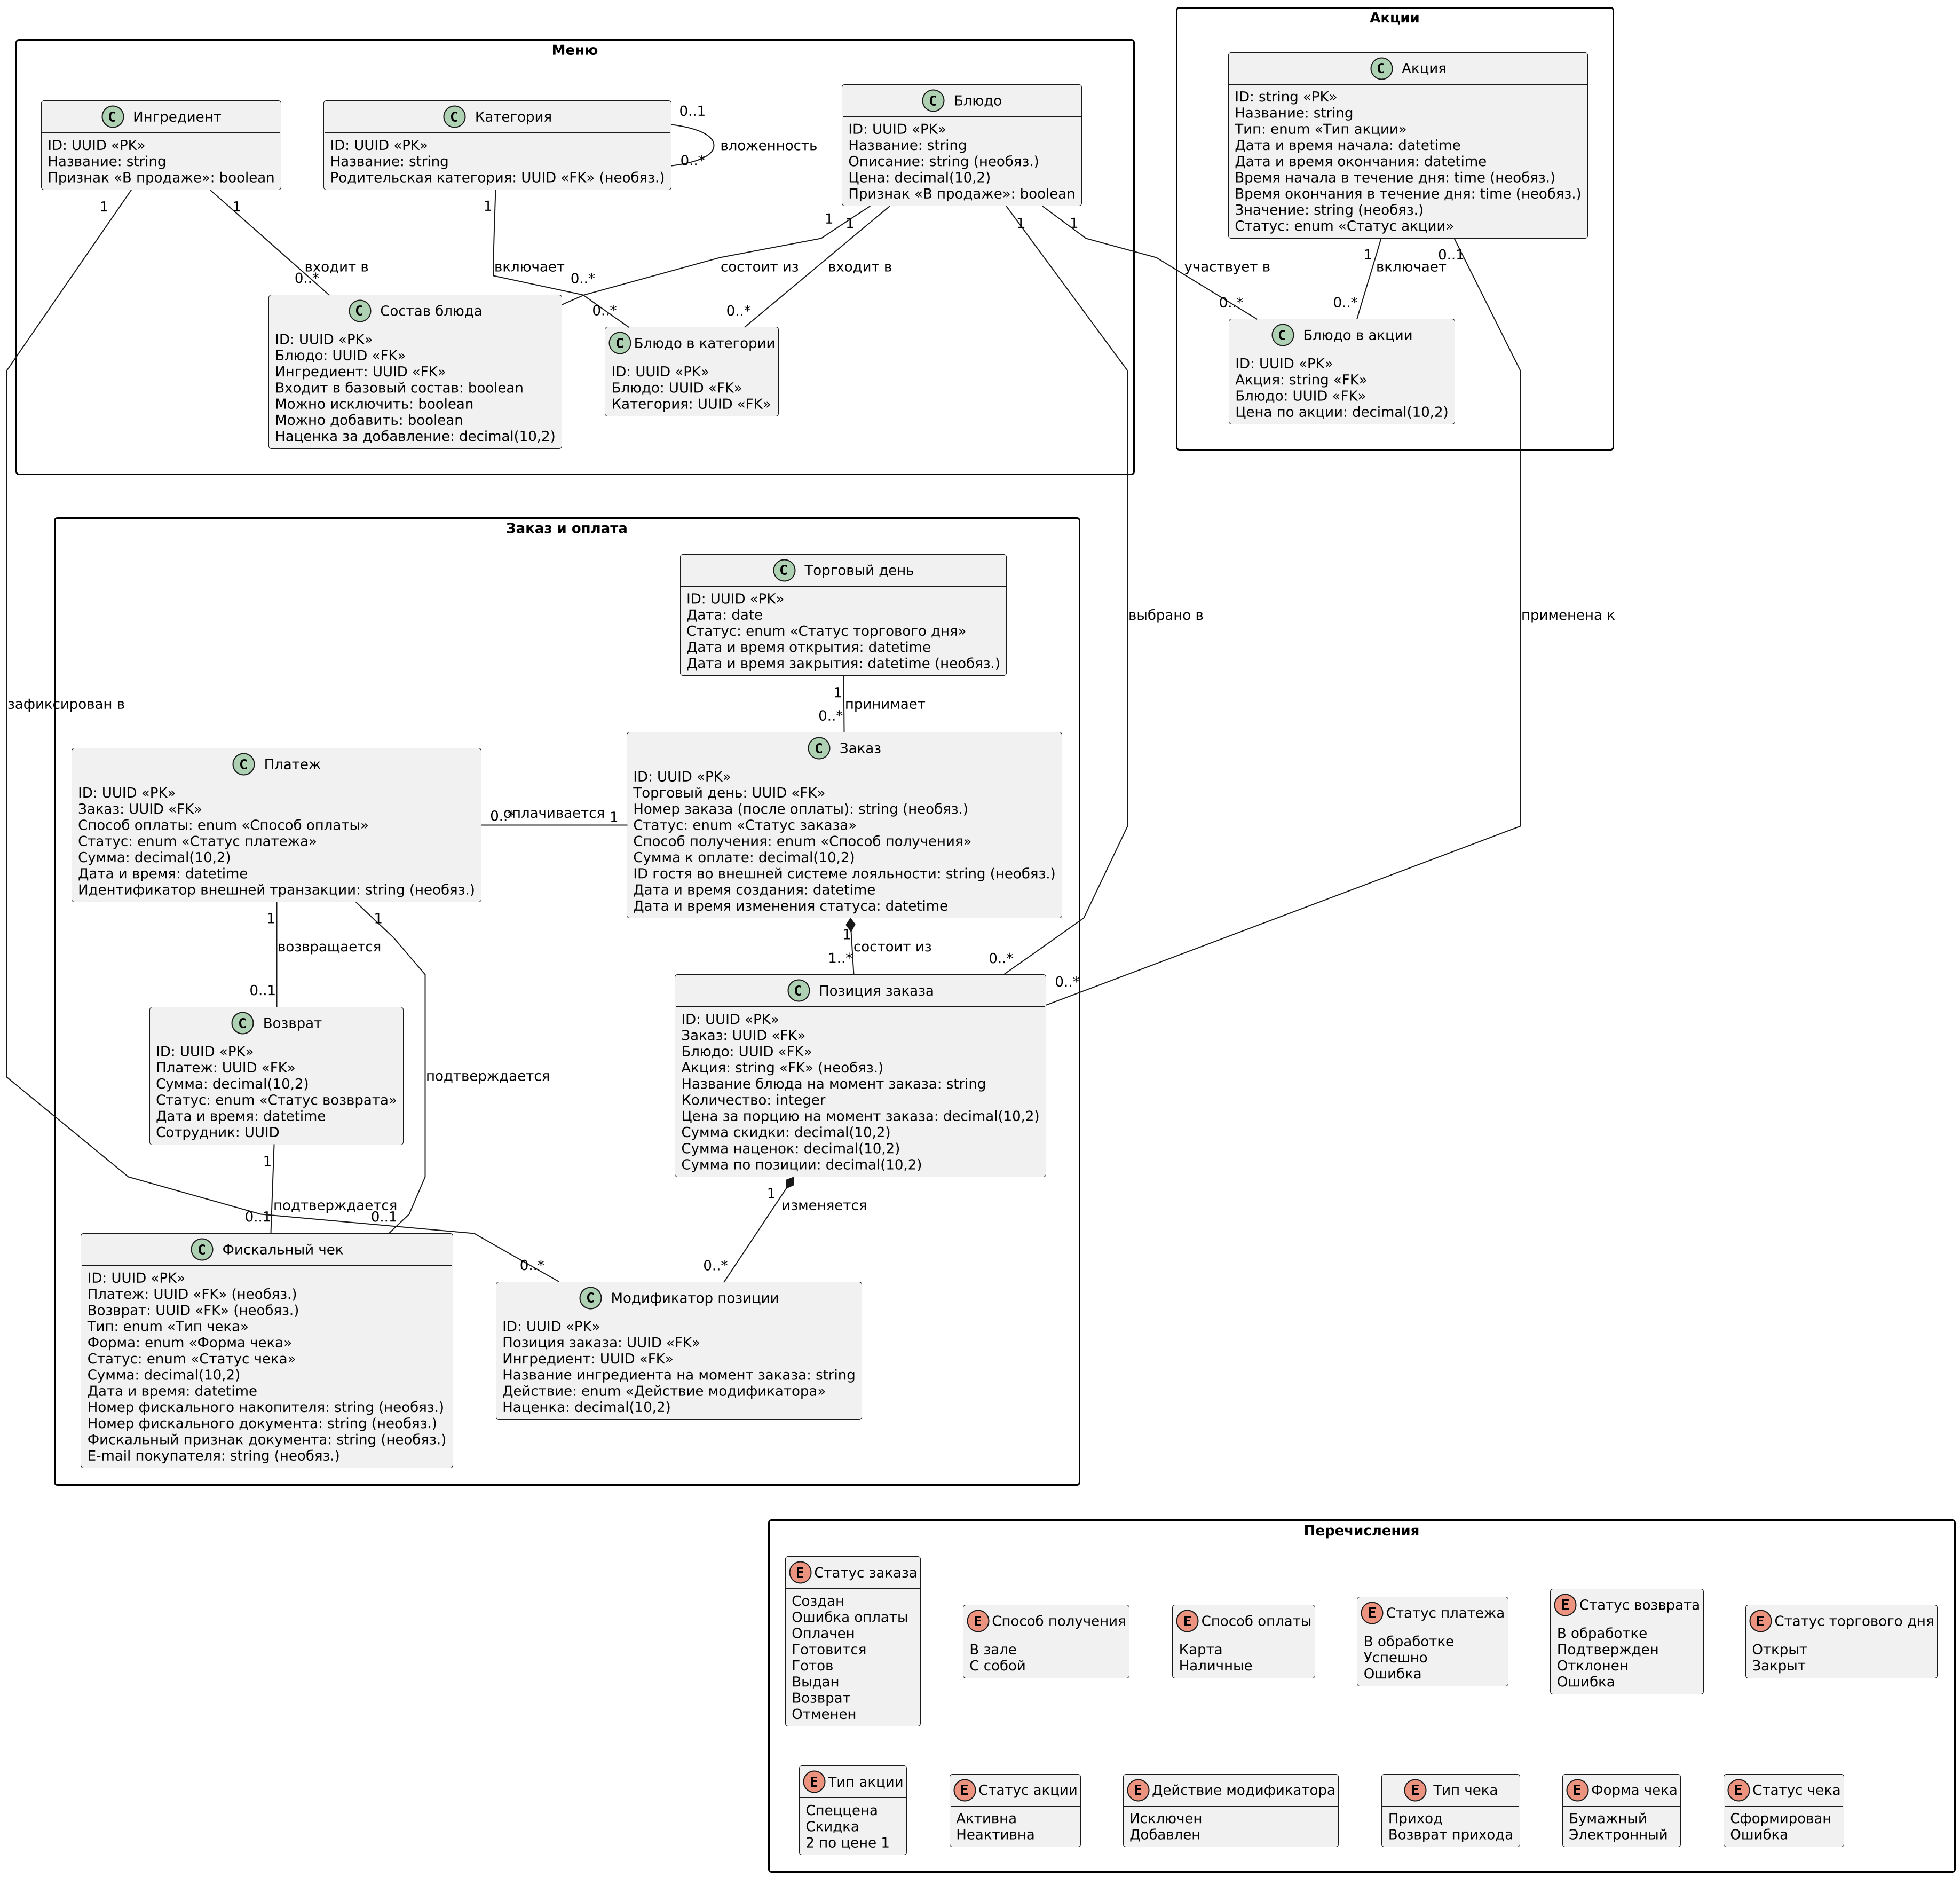 Акции
Меню
C Акция
ID: string «PK»
Название: string
Тип: enum «Тип акции»
Дата и время начала: datetime
Дата и время окончания: datetime
Время начала в течение дня: time (необяз.)
Время окончания в течение дня: time (необяз.)
Значение: string (необяз.)
Статус: enum «Статус акции»
C Ингредиент
ID: UUID «PK»
Название: string
Признак «В продаже»: boolean
C Категория
ID: UUID «PK»
Название: string
Родительская категория: UUID «FK» (необяз.)
0..1
вложенность
0..*
C Блюдо
ID: UUID «PK»
Название: string
Описание: string (необяз.)
Цена: decimal(10,2)
Признак «В продаже»: boolean
1
1
1
1
1
1
1
1
0..1
входит в
0..*
включает
0..*
0..*
состоит из
входит в
0..*
участвует в
0..*
включает
0..*
C Состав блюда
ID: UUID «PK»
Блюдо: UUID «FK»
Ингредиент: UUID «FK»
Входит в базовый состав: boolean
Можно исключить: boolean
Можно добавить: boolean
Наценка за добавление: decimal(10,2)
C Блюдо в категории
ID: UUID «PK»
Блюдо: UUID «FK»
Категория: UUID «FK»
C Блюдо в акции
ID: UUID «PK»
Акция: string «FK»
Блюдо: UUID «FK»
Цена по акции: decimal(10,2)
Заказ и оплата
C Торговый день
ID: UUID «PK»
Дата: date
Статус: enum «Статус торгового дня»
Дата и время открытия: datetime
Дата и время закрытия: datetime (необяз.)
выбрано в
применена к
зафиксирован в
1
принимает
0..*
C Платеж
ID: UUID «PK»
Заказ: UUID «FK»
Способ оплаты: enum «Способ оплаты»
Статус: enum «Статус платежа»
Сумма: decimal(10,2)
Дата и время: datetime
Идентификатор внешней транзакции: string (необяз.)
0..*
оплачивается
1
C Заказ
ID: UUID «PK»
Торговый день: UUID «FK»
Номер заказа (после оплаты): string (необяз.)
Статус: enum «Статус заказа»
Способ получения: enum «Способ получения»
Сумма к оплате: decimal(10,2)
ID гостя во внешней системе лояльности: string (необяз.)
Дата и время создания: datetime
Дата и время изменения статуса: datetime
1
1
возвращается
0..1
1
состоит из
1..*
0..*
0..*
C Возврат
ID: UUID «PK»
Платеж: UUID «FK»
Сумма: decimal(10,2)
Статус: enum «Статус возврата»
Дата и время: datetime
Сотрудник: UUID
подтверждается
C Позиция заказа
ID: UUID «PK»
Заказ: UUID «FK»
Блюдо: UUID «FK»
Акция: string «FK» (необяз.)
Название блюда на момент заказа: string
Количество: integer
Цена за порцию на момент заказа: decimal(10,2)
Сумма скидки: decimal(10,2)
Сумма наценок: decimal(10,2)
Сумма по позиции: decimal(10,2)
1
подтверждается
0..1
0..1
1
изменяется
0..*
0..*
C Фискальный чек
ID: UUID «PK»
Платеж: UUID «FK» (необяз.)
Возврат: UUID «FK» (необяз.)
Тип: enum «Тип чека»
Форма: enum «Форма чека»
Статус: enum «Статус чека»
Сумма: decimal(10,2)
Дата и время: datetime
Номер фискального накопителя: string (необяз.)
Номер фискального документа: string (необяз.)
Фискальный признак документа: string (необяз.)
E-mail покупателя: string (необяз.)
C Модификатор позиции
ID: UUID «PK»
Позиция заказа: UUID «FK»
Ингредиент: UUID «FK»
Название ингредиента на момент заказа: string
Действие: enum «Действие модификатора»
Наценка: decimal(10,2)
Перечисления
E Статус заказа
Создан
Ошибка оплаты
Оплачен
Готовится
Готов
Выдан
Возврат
Отменен
E Способ получения
В зале
С собой
E Способ оплаты
Карта
Наличные
E Статус платежа
В обработке
Успешно
Ошибка
E Статус возврата
В обработке
Подтвержден
Отклонен
Ошибка
E Статус торгового дня
Открыт
Закрыт
E Тип акции
Спеццена
Скидка
2 по цене 1
E Статус акции
Активна
Неактивна
E Действие модификатора
Исключен
Добавлен
E Тип чека
Приход
Возврат прихода
E Форма чека
Бумажный
Электронный
E Статус чека
Сформирован
Ошибка